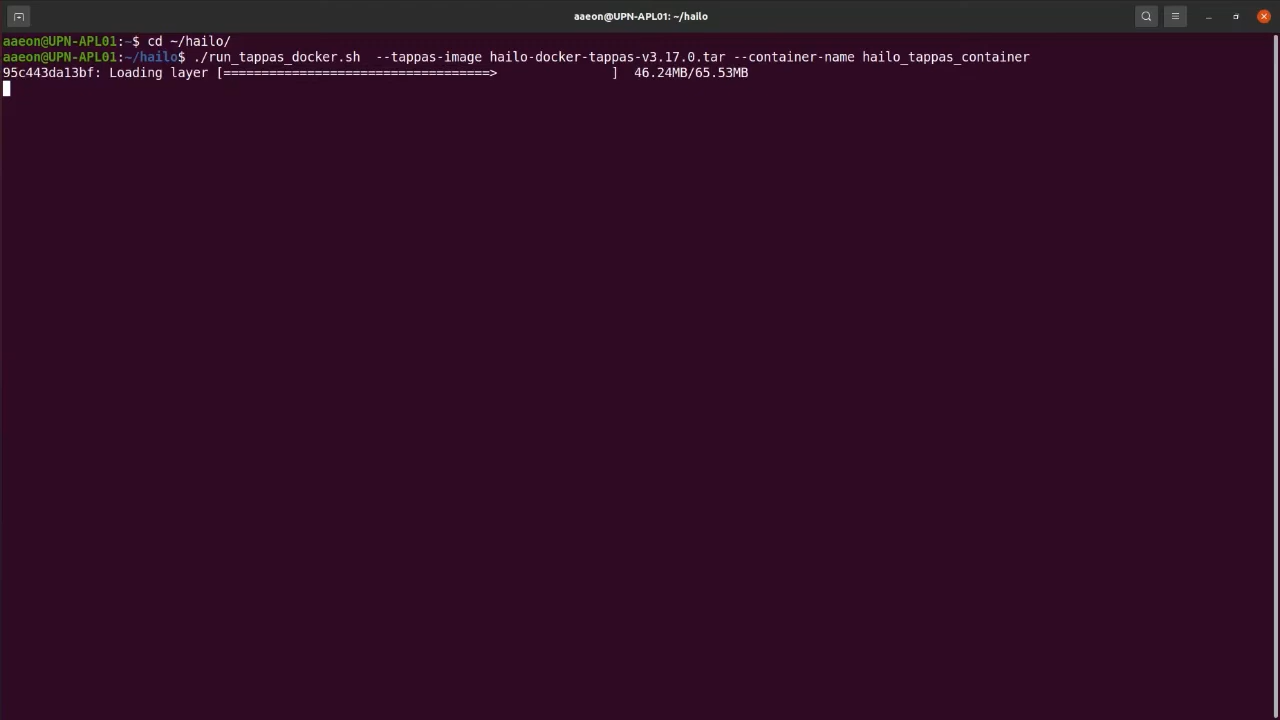 aaeon@UPN-APL01: ~/hailo
aaeon@UPN-APL01:~$ cd ~/hailo/
aaeon@UPN-APL01:~/hailo$ ./run_tappas_docker.sh  --tappas-image hailo-docker-tappas-v3.17.0.tar --container-name hailo_tappas_container
95c443da13bf: Loading layer [===================================>               ]  46.24MB/65.53MB